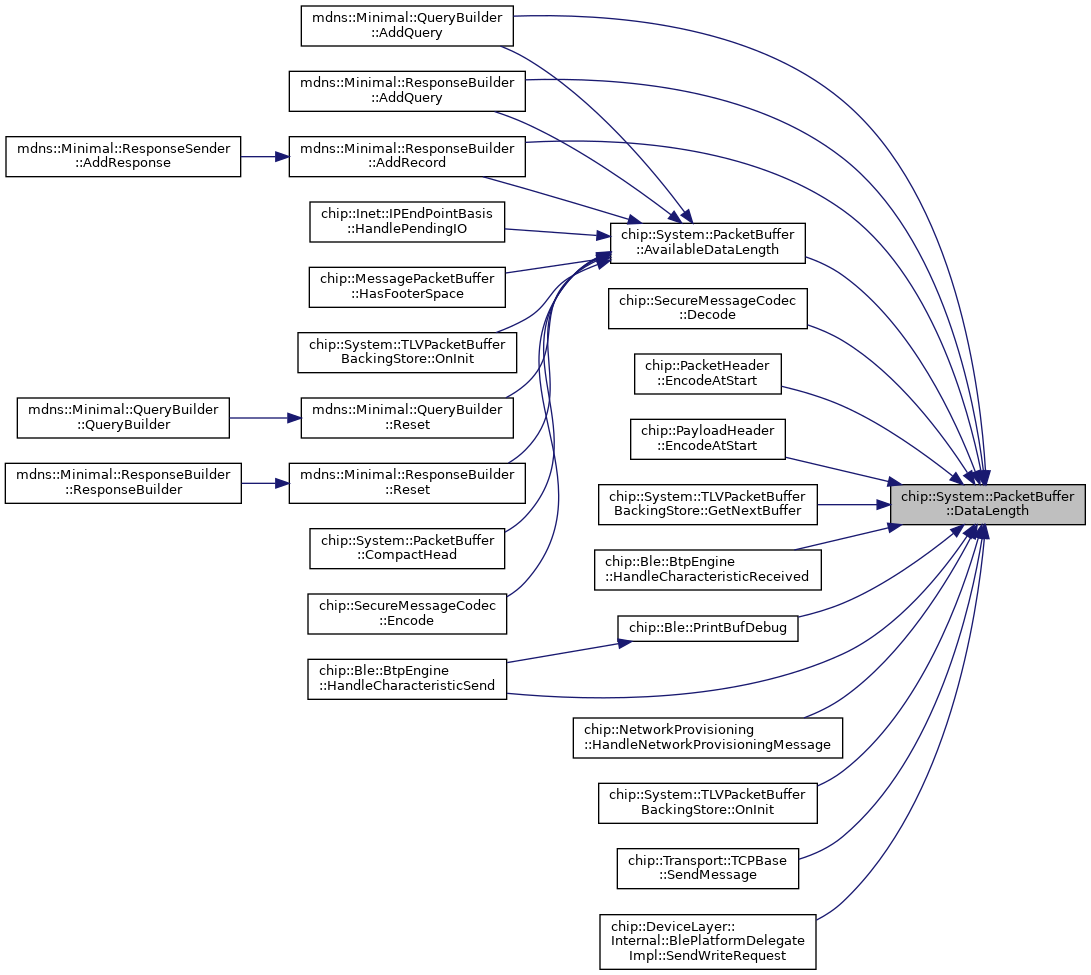 mdns::Minimal::QueryBuilder
::AddQuery
mdns::Minimal::ResponseBuilder
::AddQuery
mdns::Minimal::ResponseSender
::AddResponse
mdns::Minimal::ResponseBuilder
::AddRecord
chip::Inet::IPEndPointBasis
::HandlePendingIO
chip::System::PacketBuffer
::AvailableDataLength
chip::MessagePacketBuffer
::HasFooterSpace
chip::SecureMessageCodec
::Decode
chip::System::TLVPacketBuffer
BackingStore::OnInit
chip::PacketHeader
::EncodeAtStart
mdns::Minimal::QueryBuilder
::QueryBuilder
mdns::Minimal::QueryBuilder
::Reset
chip::PayloadHeader
::EncodeAtStart
mdns::Minimal::ResponseBuilder
::ResponseBuilder
mdns::Minimal::ResponseBuilder
::Reset
chip::System::TLVPacketBuffer
BackingStore::GetNextBuffer
chip::System::PacketBuffer
::DataLength
chip::System::PacketBuffer
::CompactHead
chip::Ble::BtpEngine
::HandleCharacteristicReceived
chip::SecureMessageCodec
::Encode
chip::Ble::PrintBufDebug
chip::Ble::BtpEngine
::HandleCharacteristicSend
chip::NetworkProvisioning
::HandleNetworkProvisioningMessage
chip::System::TLVPacketBuffer
BackingStore::OnInit
chip::Transport::TCPBase
::SendMessage
chip::DeviceLayer::
Internal::BlePlatformDelegate
Impl::SendWriteRequest